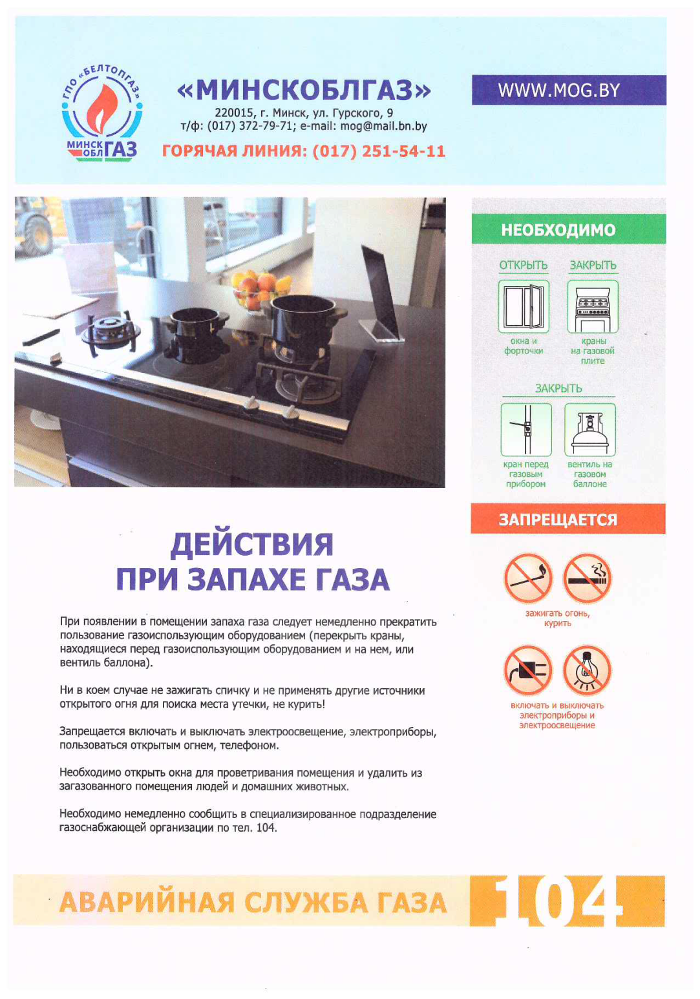 ГПО «БЕЛТОПГАЗ»
МИНСК
ОБЛ
ГАЗ
«МИНСКОБЛГАЗ»
220015, г. Минск, ул. Гурского, 9
т/ф: (017) 372-79-71; e-mail: mog@mail.bn.by
ГОРЯЧАЯ ЛИНИЯ: (017) 251-54-11
WWW.MOG.BY
НЕОБХОДИМО
ОТКРЫТЬ
окна и
форточки
ЗАКРЫТЬ
краны
на газовой
плите
ЗАКРЫТЬ
кран перед
газовым
прибором
вентиль на
газовом
баллоне
ЗАПРЕЩАЕТСЯ
зажигать огонь,
курить
включать и выключать
электроприборы и
электроосвещение
ДЕЙСТВИЯ
ПРИ ЗАПАХЕ ГАЗА
При появлении в помещении запаха газа следует немедленно прекратить
пользование газоиспользующим оборудованием (перекрыть краны,
находящиеся перед газоиспользующим оборудованием и на нем, или
вентиль баллона).
Ни в коем случае не зажигать спичку и не применять другие источники
открытого огня для поиска места утечки, не курить!
Запрещается включать и выключать электроосвещение, электроприборы,
пользоваться открытым огнем, телефоном.
Необходимо открыть окна для проветривания помещения и удалить из
загазованного помещения людей и домашних животных.
Необходимо немедленно сообщить в специализированное подразделение
газоснабжающей организации по тел. 104.
АВАРИЙНАЯ СЛУЖБА ГАЗА
104